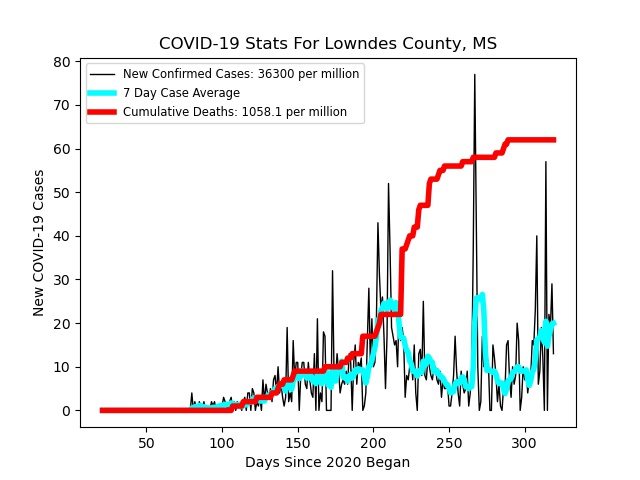 COVID-19 Stats For Lowndes County, MS
New Confirmed Cases: 36300 per million
7 Day Case Average
Cumulative Deaths: 1058.1 per million
80
70
60
50
40
30
20
10
0
New COVID-19 Cases
50 100 150 200 250 300
Days Since 2020 Began